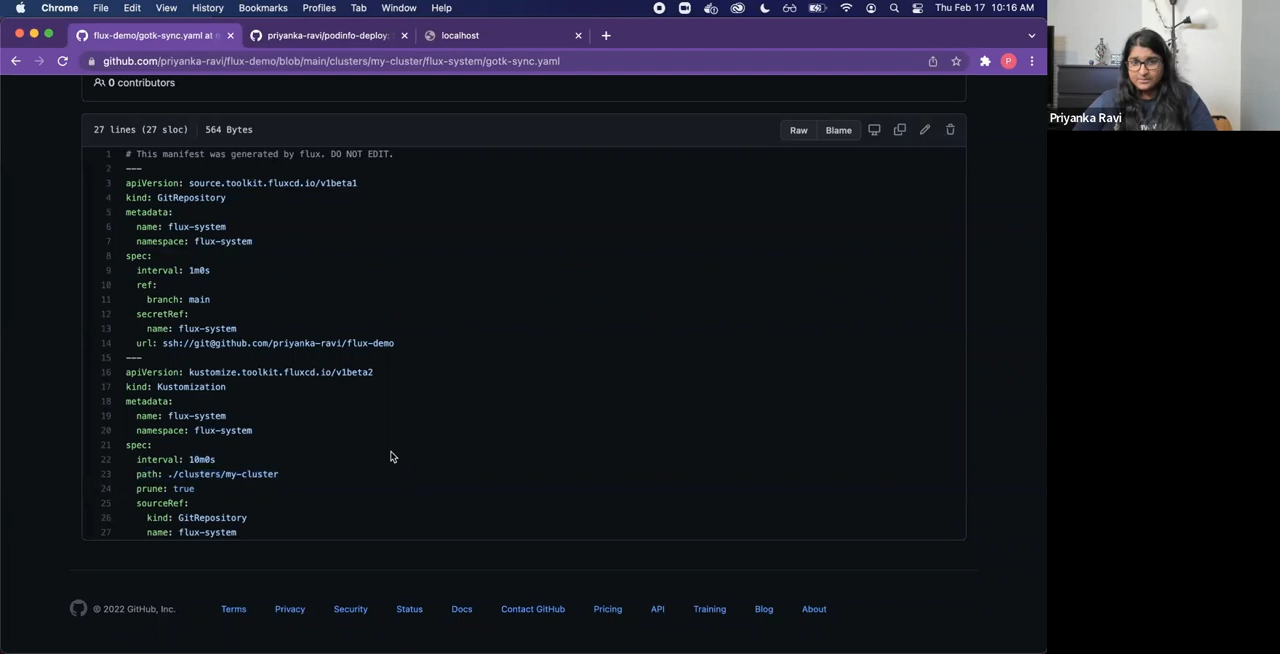 Chrome File Edit View History Bookmarks Profiles Tab Window Help Thu Feb 17 10:16 AM
flux-demo/gotk-sync.yaml at priyanka-ravi/podinfo-deploy: localhost
github.com/priyanka-ravi/flux-demo/blob/main/clusters/my-cluster/flux-system/gotk-sync.yaml P
0 contributors
Priyanka Ravi
27 lines (27 sloc) 564 Bytes Raw Blame
1 # This manifest was generated by flux. DO NOT EDIT.
2 ---
3 apiVersion: source.toolkit.fluxcd.io/v1beta1
4 kind: GitRepository
5 metadata:
6 name: flux-system
7 namespace: flux-system
8 spec:
9 interval: 1m0s
10 ref:
11 branch: main
12 secretRef:
13 name: flux-system
14 url: ssh://git@github.com/priyanka-ravi/flux-demo
15 ---
16 apiVersion: kustomize.toolkit.fluxcd.io/v1beta2
17 kind: Kustomization
18 metadata:
19 name: flux-system
20 namespace: flux-system
21 spec:
22 interval: 10m0s
23 path: ./clusters/my-cluster
24 prune: true
25 sourceRef:
26 kind: GitRepository
27 name: flux-system
© 2022 GitHub, Inc. Terms Privacy Security Status Docs Contact GitHub Pricing API Training Blog About